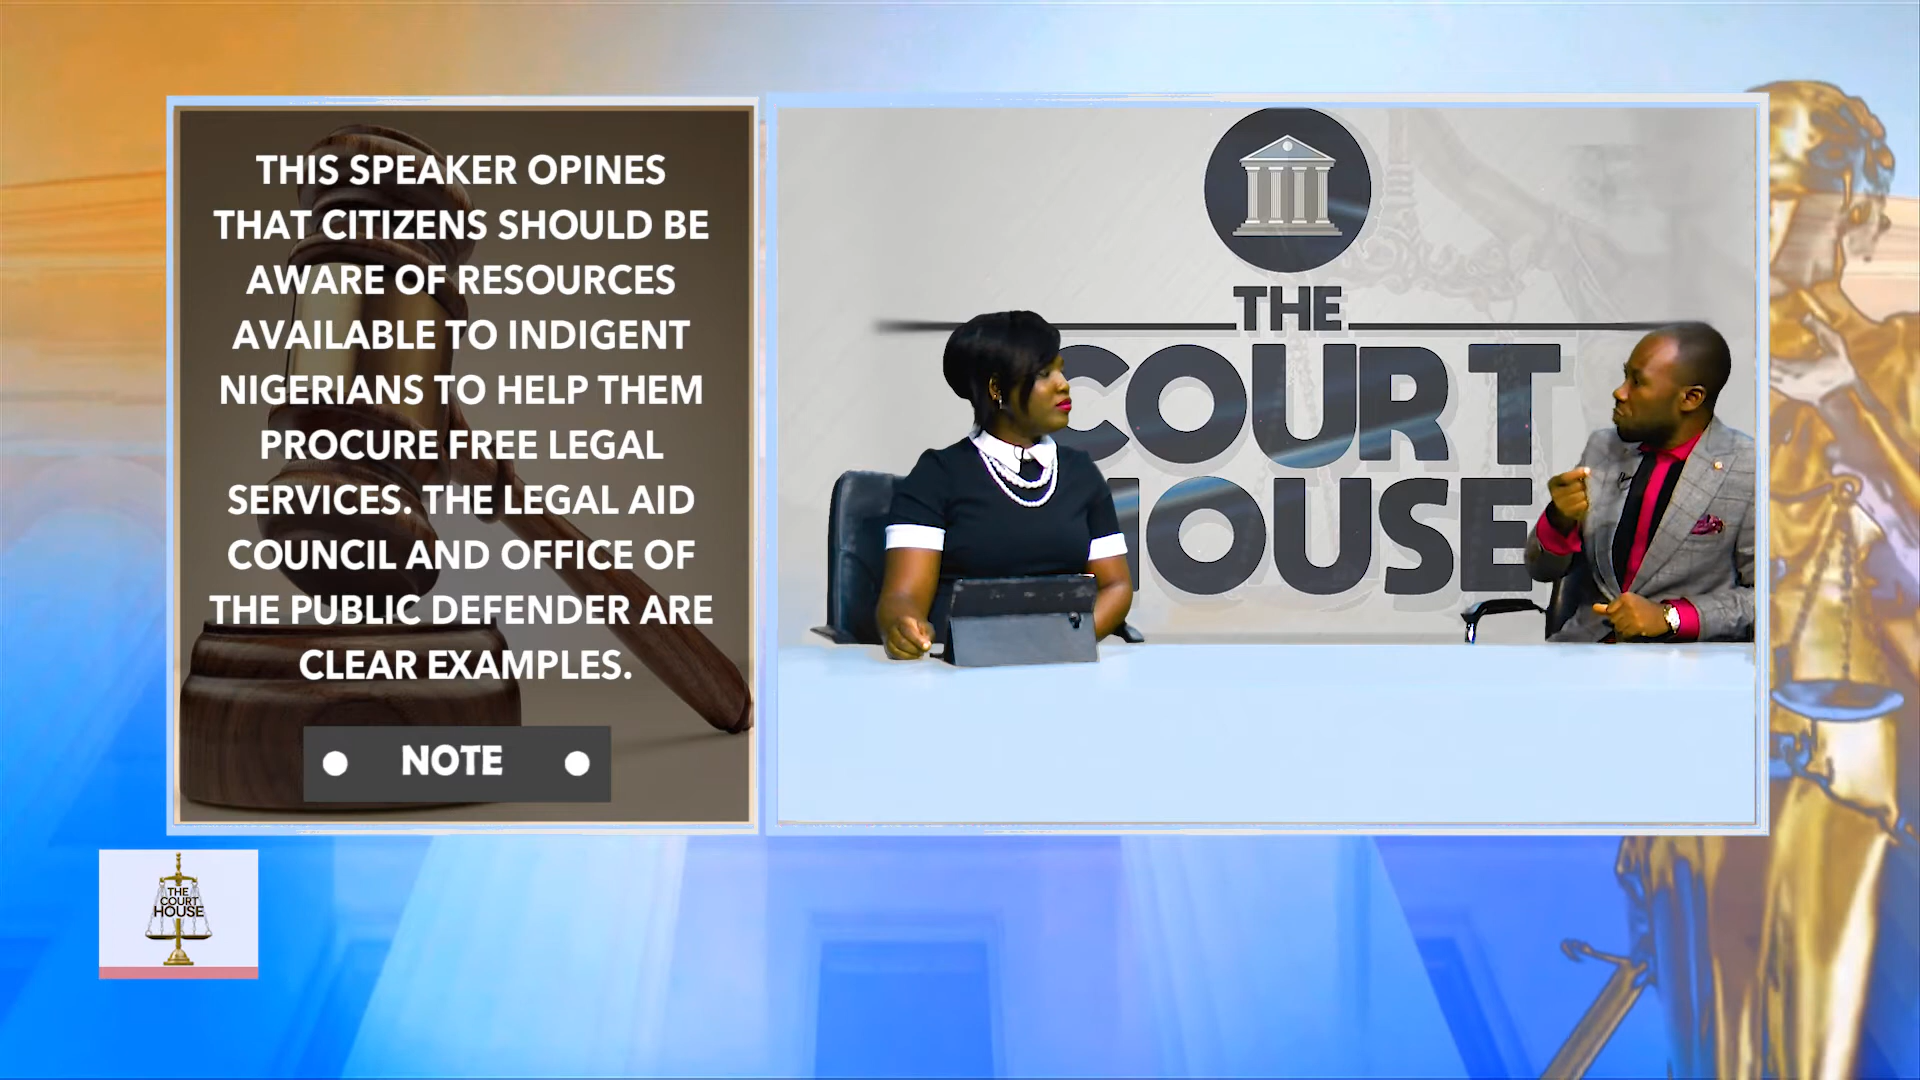 THIS SPEAKER OPINES
THAT CITIZENS SHOULD BE
AWARE OF RESOURCES
AVAILABLE TO INDIGENT
NIGERIANS TO HELP THEM
PROCURE FREE LEGAL
SERVICES. THE LEGAL AID
COUNCIL AND OFFICE OF
THE PUBLIC DEFENDER ARE
CLEAR EXAMPLES.
NOTE
THE
COURT
HOUSE
THE
COURT
HOUSE